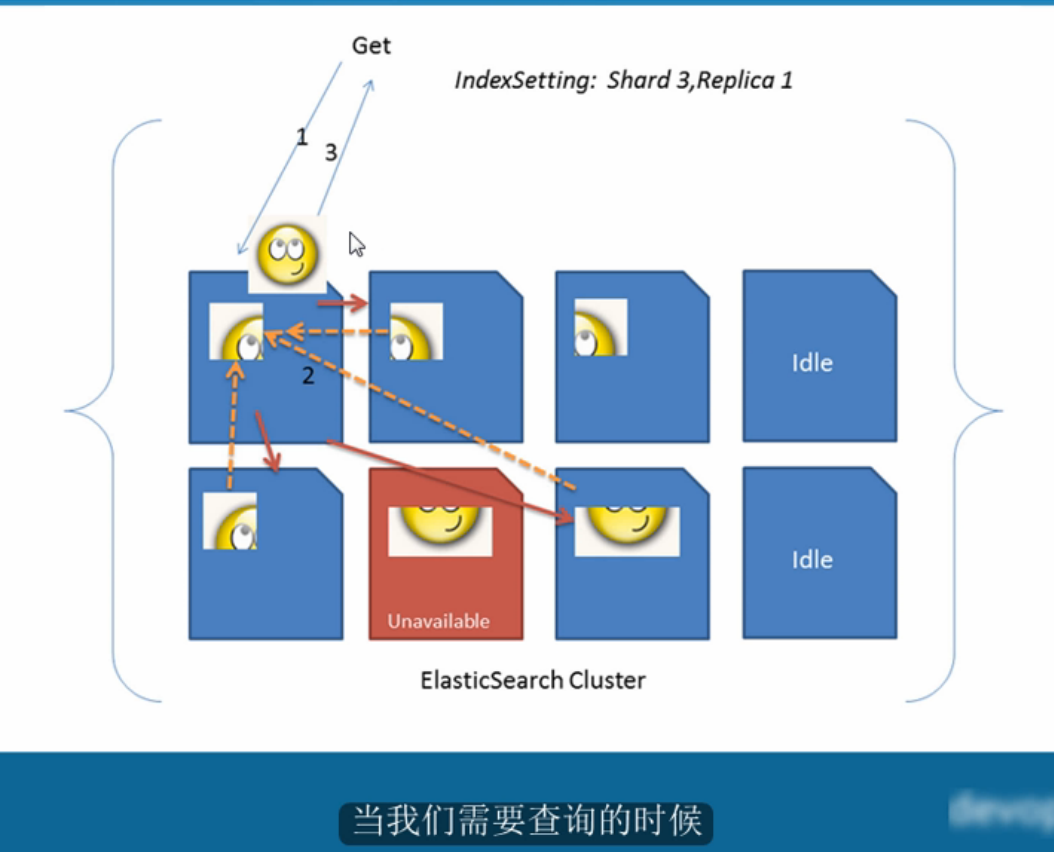 Get
IndexSetting: Shard 3,Replica 1
1
3
2
Idle
Idle
Unavailable
ElasticSearch Cluster
当我们需要查询的时候